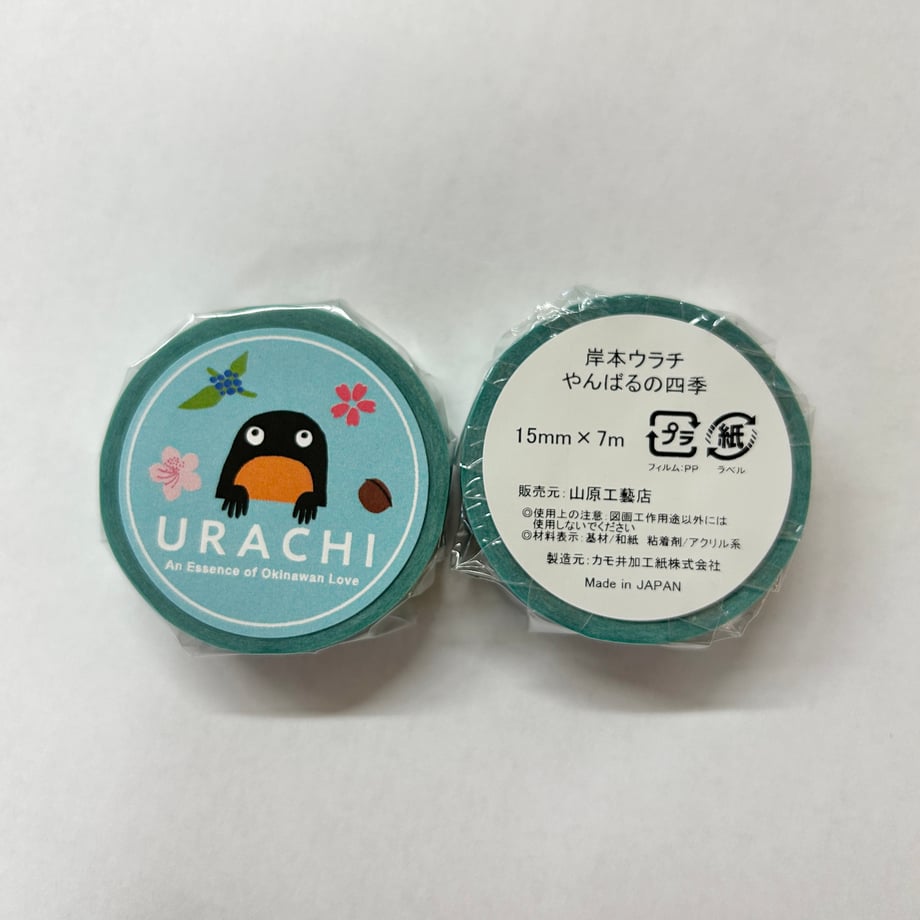 URACHI
An Essence of Okinawan Love
岸本ウラチ
やんばるの四季
15mm×7m
プラ
紙
フィルム:PP
ラベル
販売元:山原工藝店
◎使用上の注意:図画工作用途以外には
使用しないでください
◎材料表示:基材/和紙 粘着剤/アクリル系
製造元:カモ井加工紙株式会社
Made in JAPAN